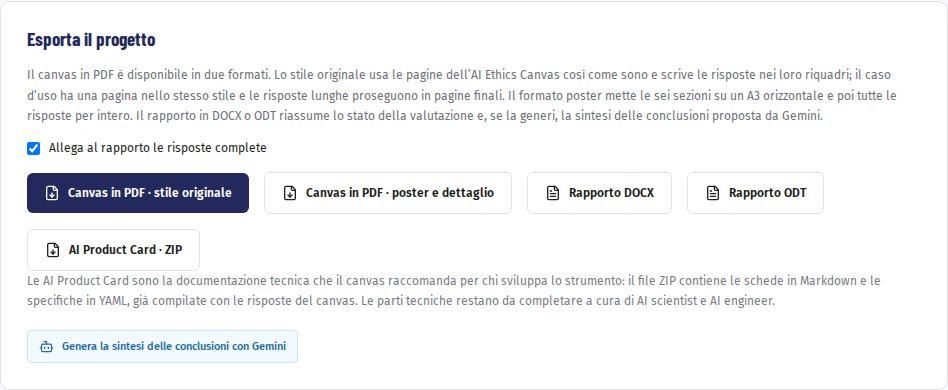 Esporta il progetto
Il canvas in PDF è disponibile in due formati. Lo stile originale usa le pagine dell'AI Ethics Canvas così come sono e scrive le risposte nei loro riquadri; il caso
d'uso ha una pagina nello stesso stile e le risposte lunghe proseguono in pagine finali. Il formato poster mette le sei sezioni su un A3 orizzontale e poi tutte le
risposte per intero. Il rapporto in DOCX o ODT riassume lo stato della valutazione e, se la generi, la sintesi delle conclusioni proposta da Gemini.
Allega al rapporto le risposte complete
Canvas in PDF · stile originale
Canvas in PDF · poster e dettaglio
Rapporto DOCX
Rapporto ODT
AI Product Card · ZIP
Le AI Product Card sono la documentazione tecnica che il canvas raccomanda per chi sviluppa lo strumento: il file ZIP contiene le schede in Markdown e le
specifiche in YAML, già compilate con le risposte del canvas. Le parti tecniche restano da completare a cura di AI scientist e AI engineer.
Genera la sintesi delle conclusioni con Gemini